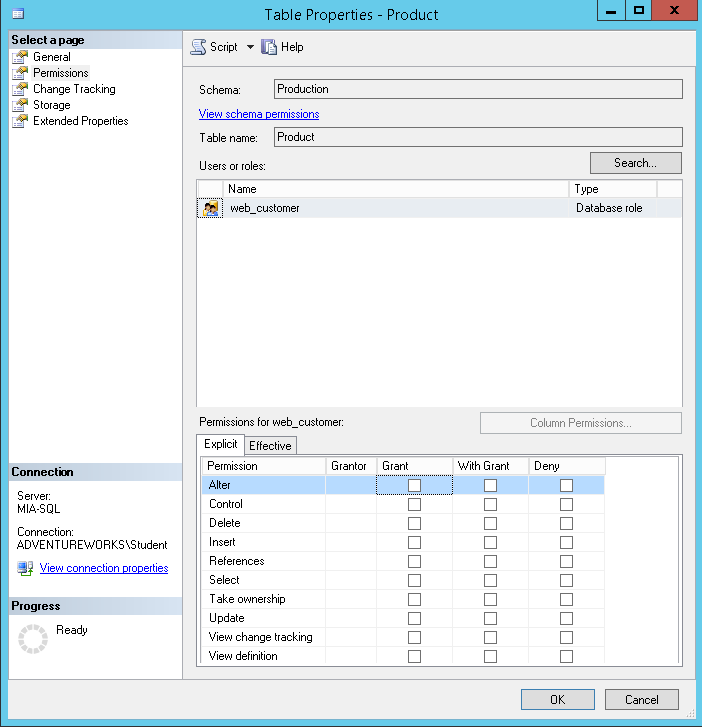 Table Properties - Product
X
Select a page
General
Permissions
Change Tracking
Storage
Extended Properties
Connection
Server:
MIA-SQL
Connection:
ADVENTUREWORKS\Student
View connection properties
Progress
Ready
Script Help
Schema: Production
View schema permissions
Table name: Product
Users or roles: Search...
Name Type
web_customer Database role
Permissions for web_customer: Column Permissions...
Explicit Effective
Permission Grantor Grant With Grant Deny
Alter
Control
Delete
Insert
References
Select
Take ownership
Update
View change tracking
View definition
OK Cancel